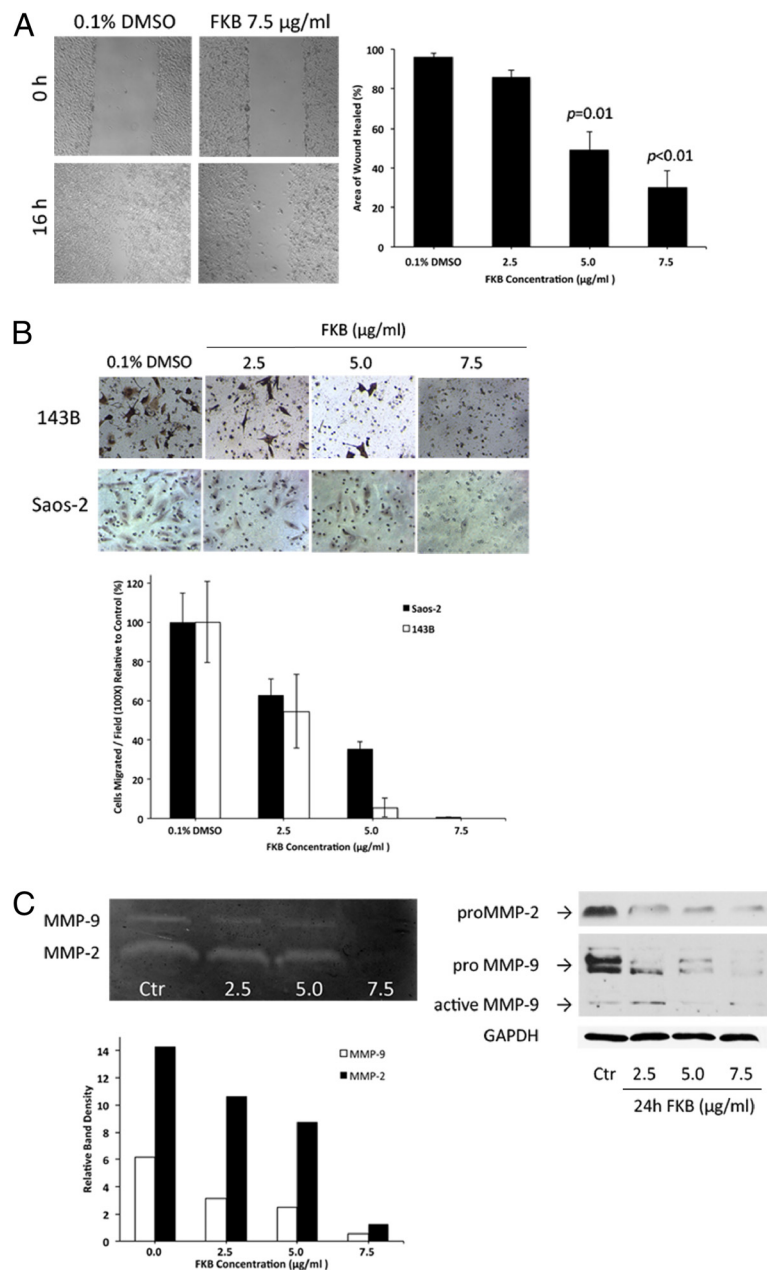 A
0.1% DMSO
FKB 7.5 µg/ml
0 h
16h
Area of Wound Healed (%)
100
80
60
40
20
0
p=0.01
p<0.01
0.1% DMSO
2.5
5.0
7.5
FKB Concentration (µg/ml )
B
FKB (µg/ml)
0.1% DMSO
2.5
5.0
7.5
143B
Saos-2
Cells Migrated / Field (100X) Relative to Control (%)
120
100
80
60
40
20
0
Saos-2
143B
0.1% DMSO
2.5
5.0
7.5
FKB Concentration (µg/ml )
C
MMP-9
MMP-2
Ctr
2.5
5.0
7.5
Relative Band Density
14
12
10
8
6
4
2
0
MMP-9
MMP-2
0.0
2.5
5.0
7.5
FKB Concentration (µg/ml )
proMMP-2 →
pro MMP-9 →
active MMP-9 →
GAPDH
Ctr
2.5
5.0
7.5
24h FKB (µg/ml)